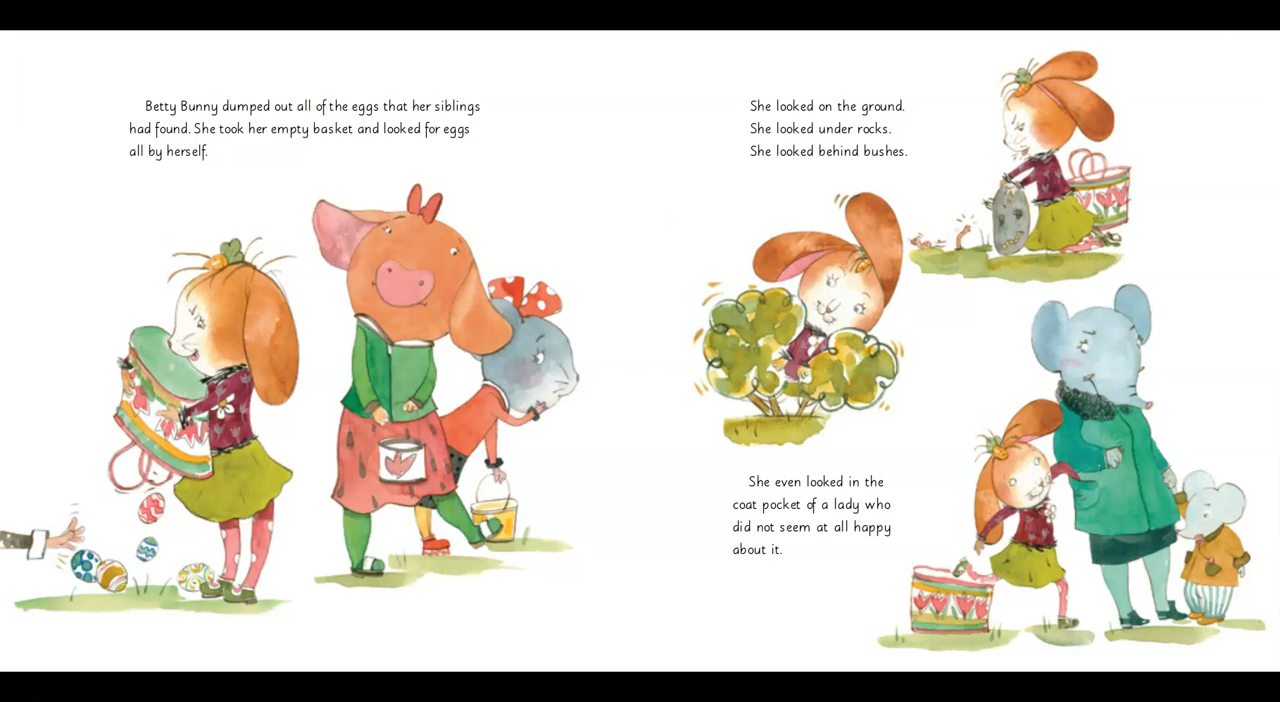 Betty Bunny dumped out all of the eggs that her siblings
had found. She took her empty basket and looked for eggs
all by herself.
She looked on the ground.
She looked under rocks.
She looked behind bushes.
She even looked in the
coat pocket of a lady who
did not seem at all happy
about it.